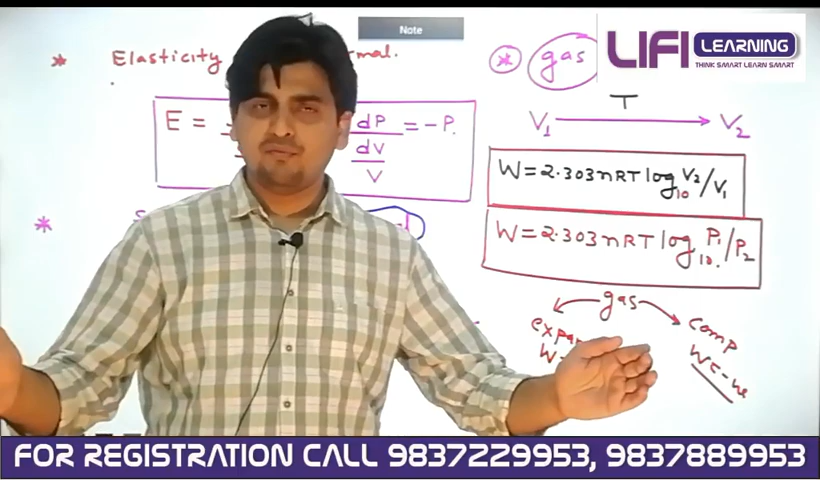 Note
LIFI LEARNING
THINK SMART LEARN SMART
* Elasticity
* gas
E =
dP
= -P.
dV
V
T
V₁ → V₂
W = 2.303nRT log₁₀ V₂/V₁
W = 2.303nRT log₁₀ P₁/P₂
*
gas
comp
W = -ve
FOR REGISTRATION CALL 9837229953, 9837889953